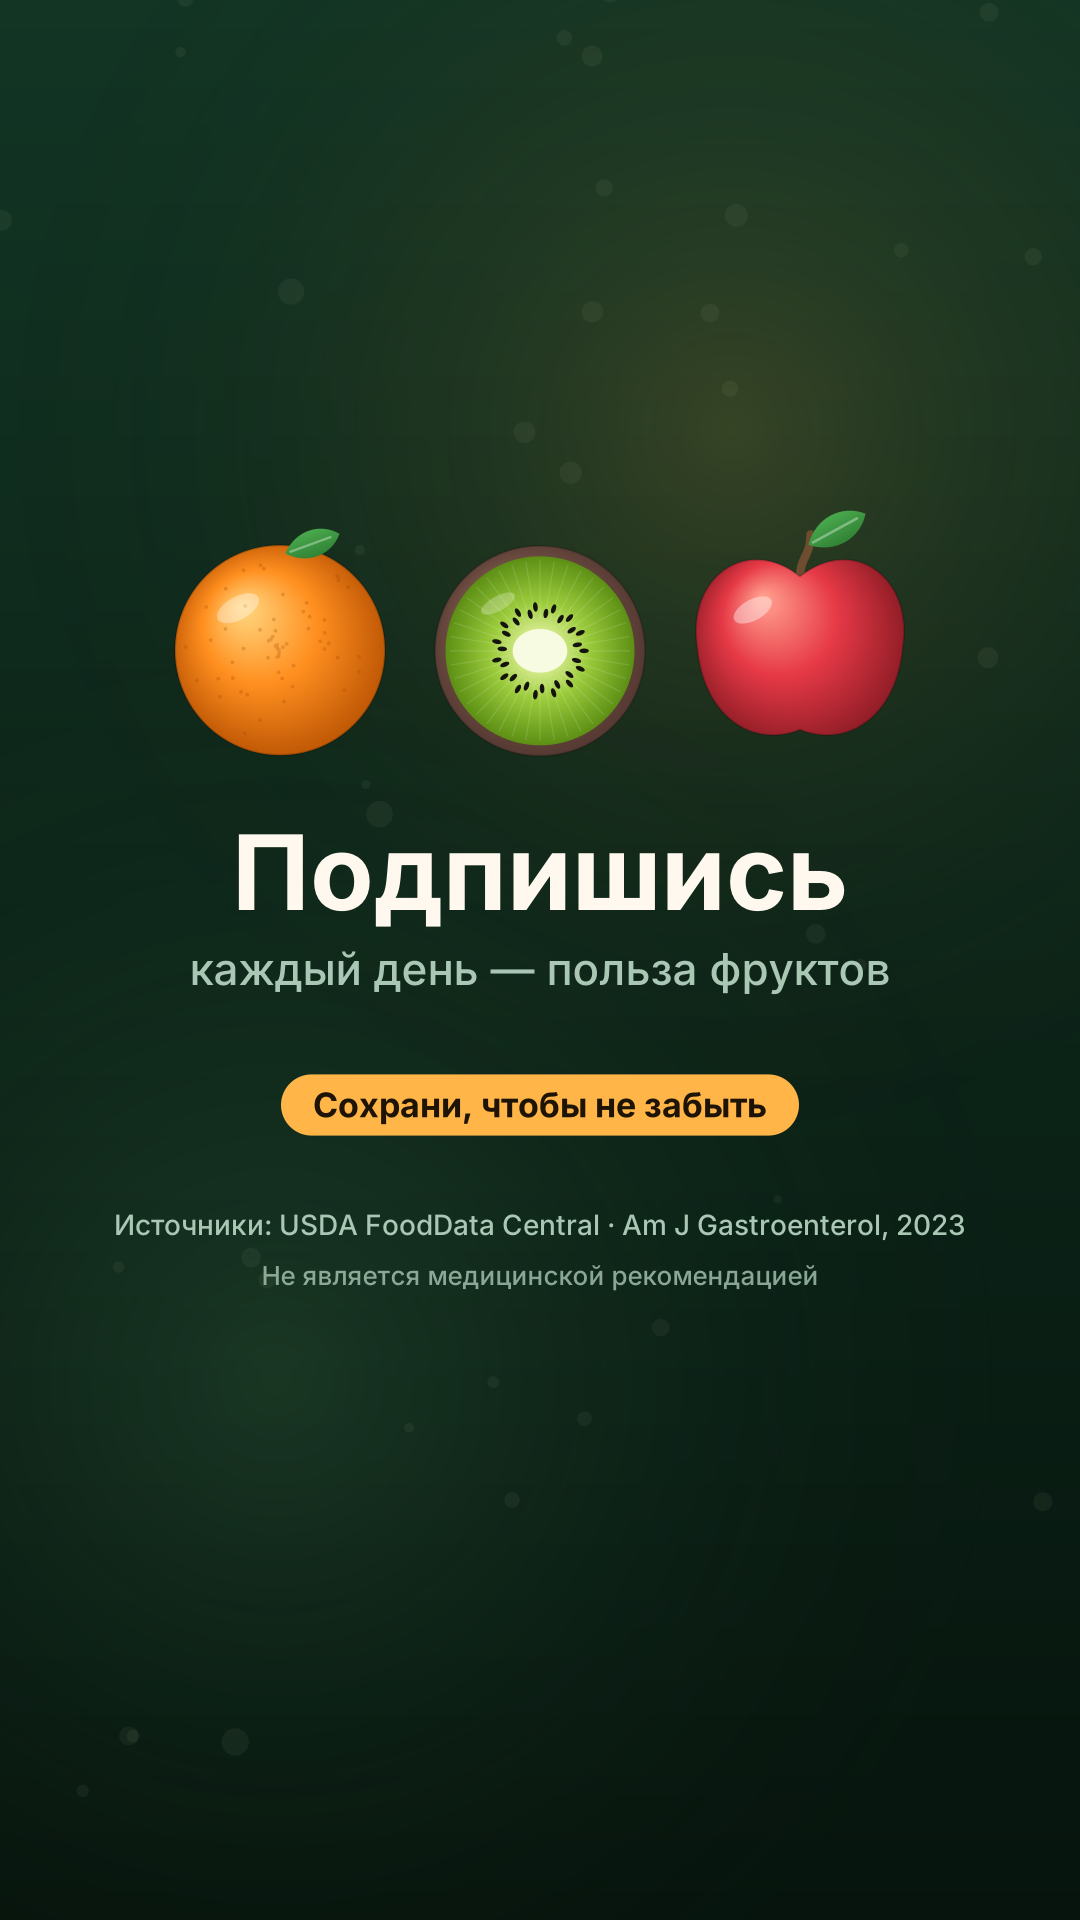 Подпишись
каждый день — польза фруктов
Сохрани, чтобы не забыть
Источники: USDA FoodData Central · Am J Gastroenterol, 2023
Не является медицинской рекомендацией